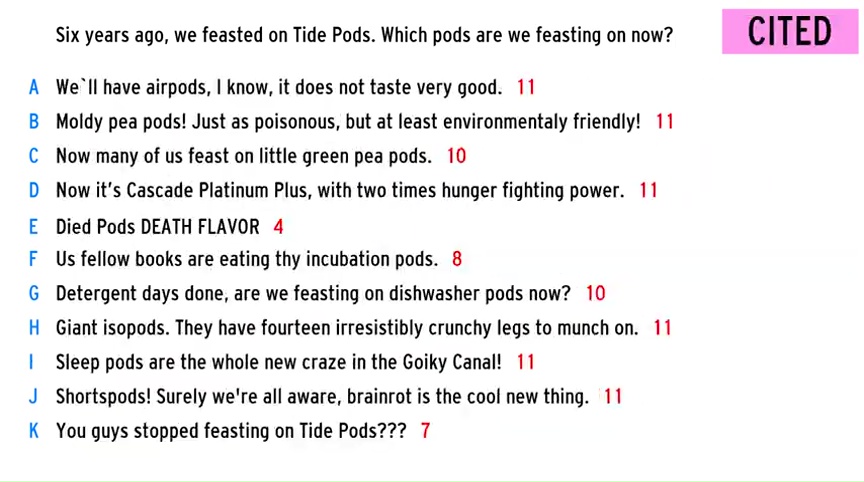 Six years ago, we feasted on Tide Pods. Which pods are we feasting on now?
CITED
A We`ll have airpods, I know, it does not taste very good. 11
B Moldy pea pods! Just as poisonous, but at least environmentaly friendly! 11
C Now many of us feast on little green pea pods. 10
D Now it's Cascade Platinum Plus, with two times hunger fighting power. 11
E Died Pods DEATH FLAVOR 4
F Us fellow books are eating thy incubation pods. 8
G Detergent days done, are we feasting on dishwasher pods now? 10
H Giant isopods. They have fourteen irresistibly crunchy legs to munch on. 11
I Sleep pods are the whole new craze in the Goiky Canal! 11
J Shortspods! Surely we're all aware, brainrot is the cool new thing. 11
K You guys stopped feasting on Tide Pods??? 7